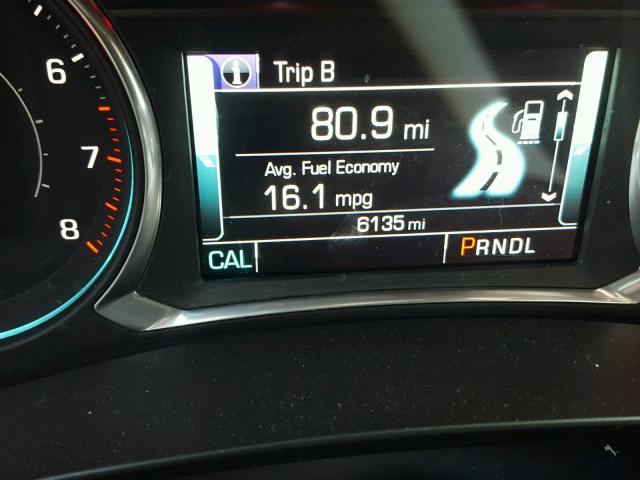 6
7
8
i Trip B
80.9 mi
Avg. Fuel Economy
16.1 mpg
6135 mi
CAL PRNDL